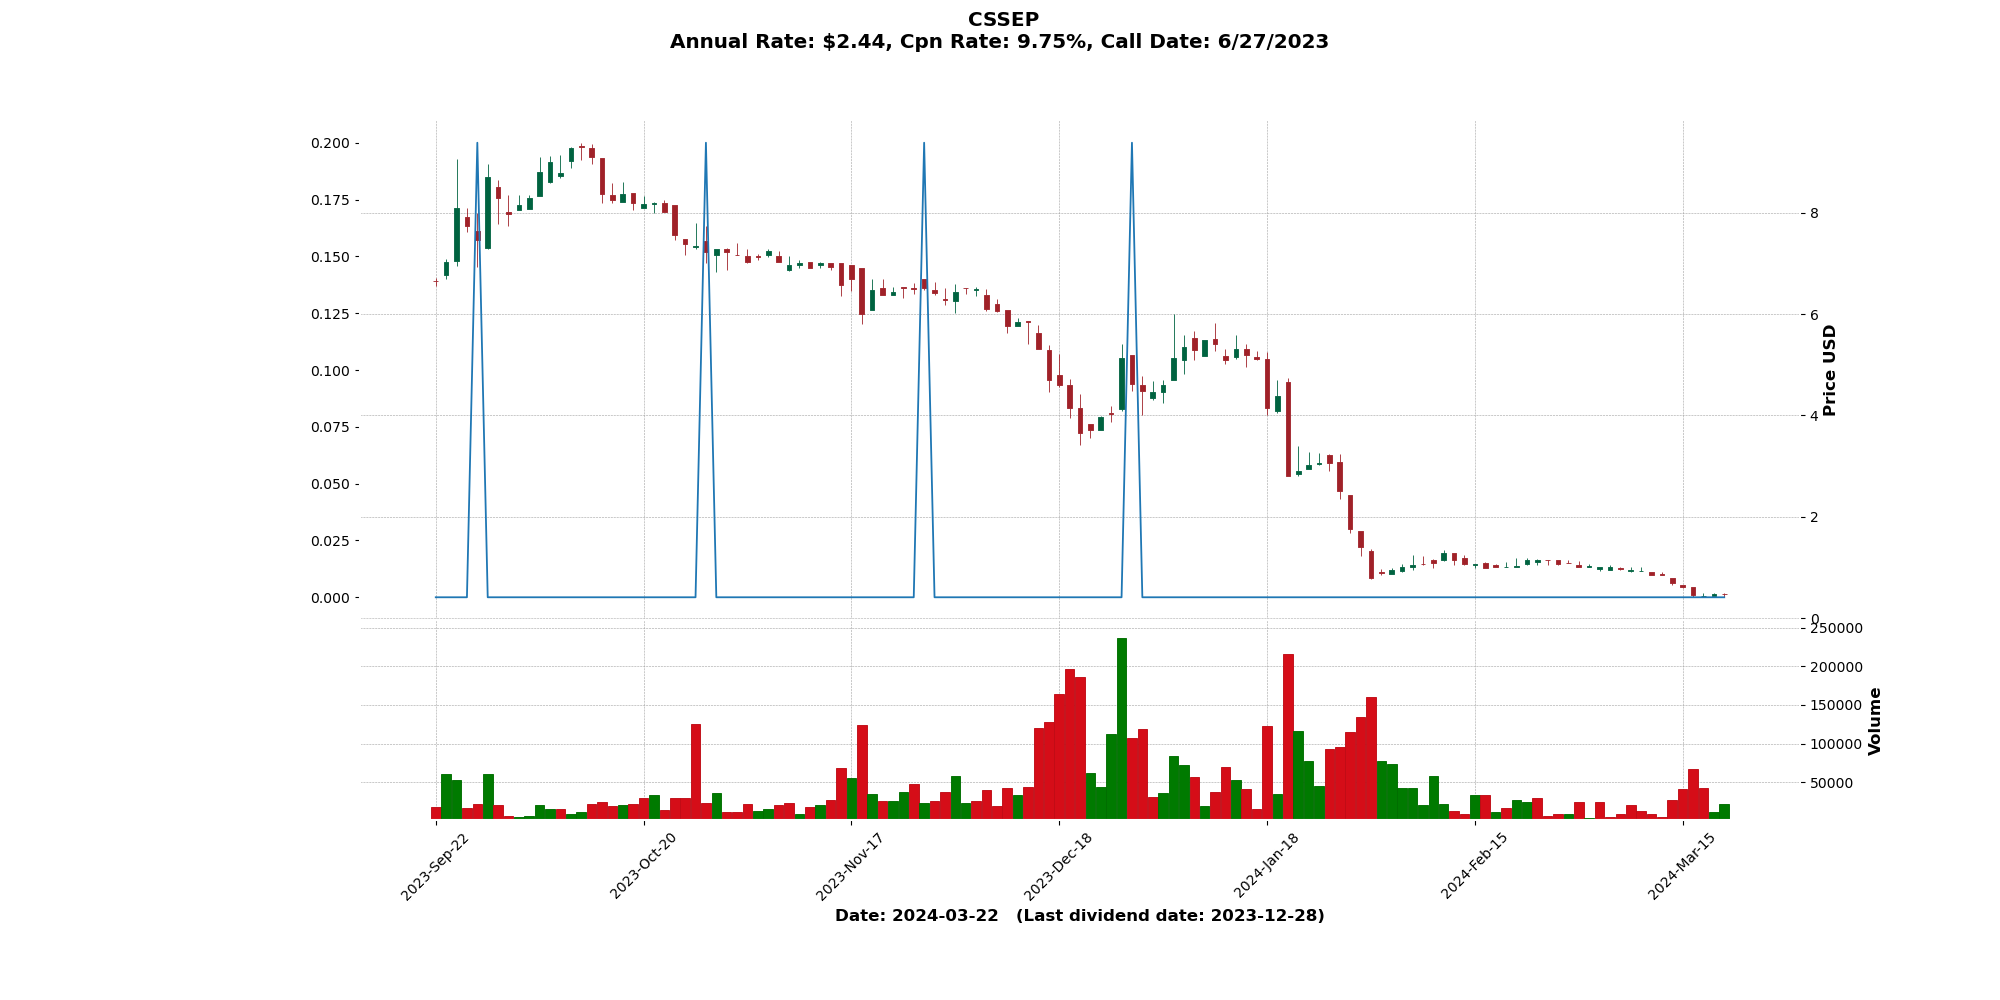 CSSEP
Annual Rate: $2.44, Cpn Rate: 9.75%, Call Date: 6/27/2023
0.200
0.175
0.150
0.125
0.100
0.075
0.050
0.025
0.000
8
6
4
2
0
Price USD
250000
200000
150000
100000
50000
Volume
2023-Sep-22
2023-Oct-20
2023-Nov-17
2023-Dec-18
2024-Jan-18
2024-Feb-15
2024-Mar-15
Date: 2024-03-22 (Last dividend date: 2023-12-28)